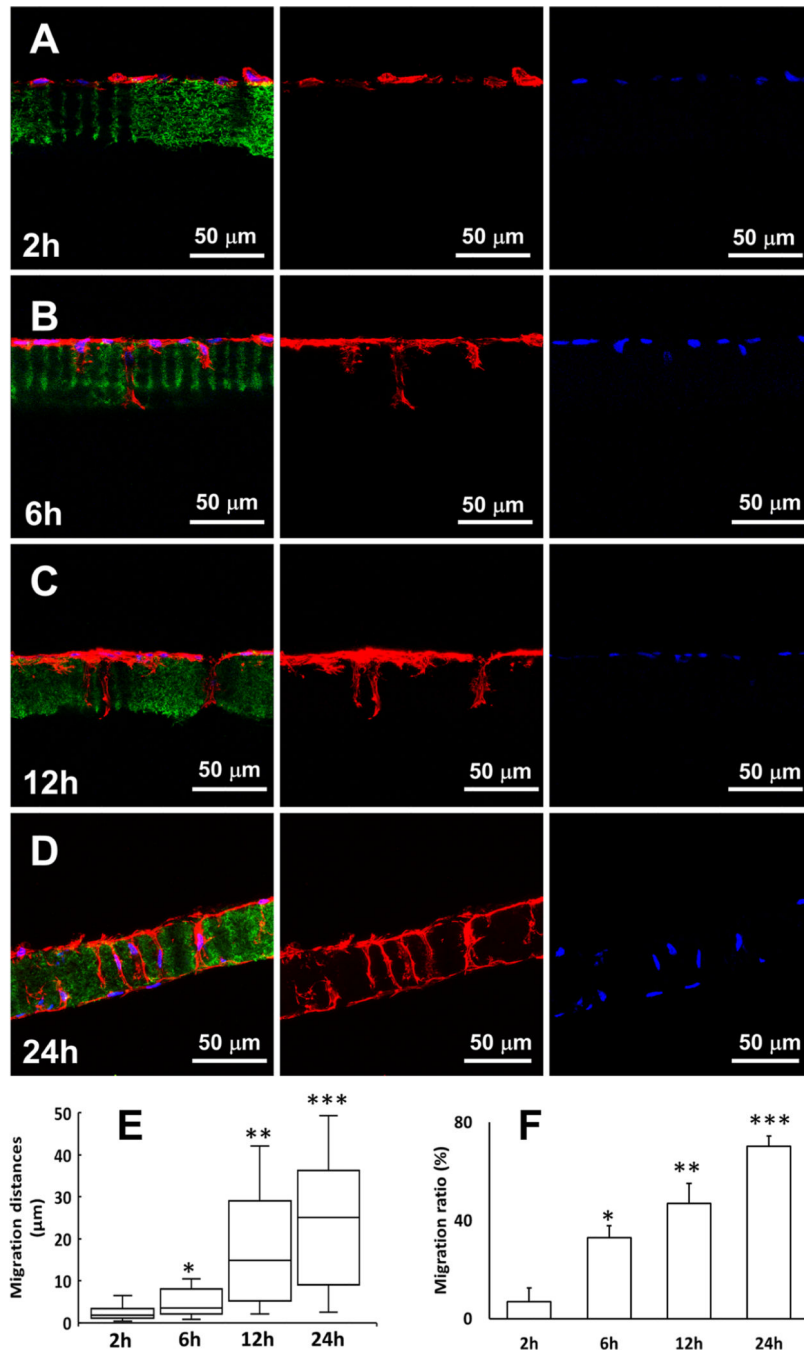 A
50 μm 50 μm 50 μm
2h
B
50 μm 50 μm 50 μm
6h
C
50 μm 50 μm 50 μm
12h
D
50 μm 50 μm 50 μm
24h
E
Migration distances
(μm)
50
40
30
20
10
0
* ** ***
2h 6h 12h 24h
F
Migration ratio (%)
80
40
0
* ** ***
2h 6h 12h 24h